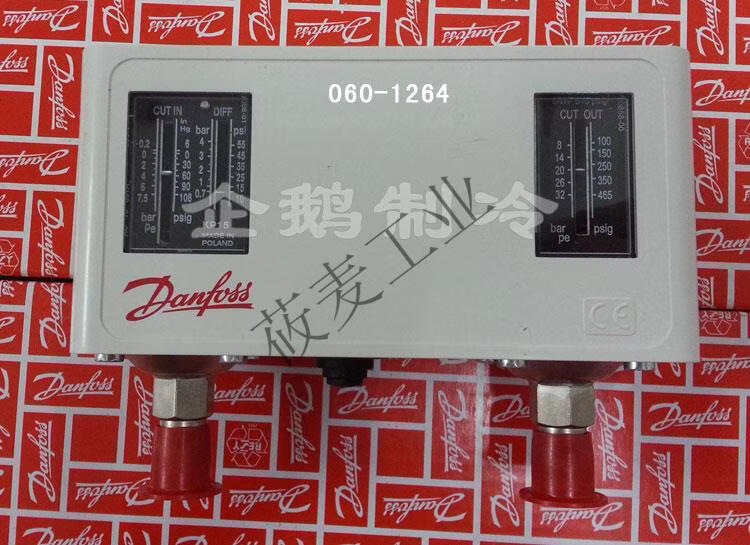 060-1264
CUT IN DIFF
In
Hg
bar psi
-0.2 6 4 55
0 0 3 45
2 30 2 35
4 60 1 25
6 90 15
7.5 108 0.7 10
bar psig
Pe
KP15
MADE IN
POLAND
CUT OUT
8 100
14 150
20 250
26 350
32 465
bar psig
Pe
企鹅制冷
莜麦工业
Danfoss
CE
Danfoss
RESY